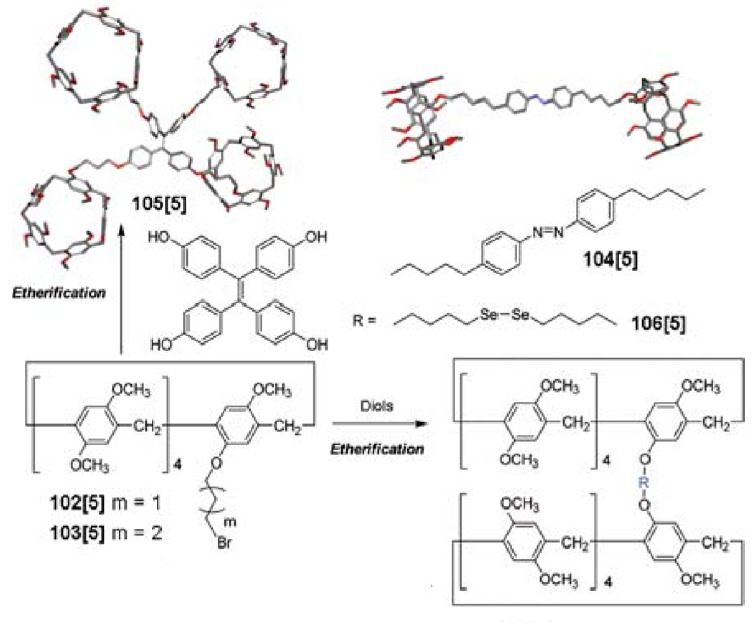 105[5]
Etherification
HO
OH
HO
OH
N=N
104[5]
R =
Se—Se
106[5]
OCH₃
OCH₃
CH₂
CH₂
OCH₃
4
O
m
Br
102[5] m = 1
103[5] m = 2
Diols
Etherification
OCH₃
OCH₃
CH₂
CH₂
OCH₃
4
O
R
O
CH₂
CH₂
OCH₃
OCH₃
OCH₃
4